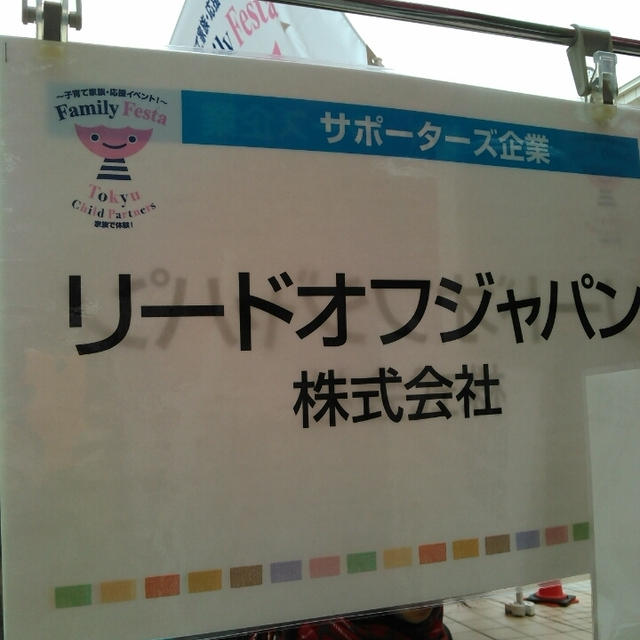 〜子育て家族・応援イベント!〜
Family Festa
Tokyu
Child Partners
家族で体験!
サポーターズ企業
リードオフジャパン
株式会社
Family Festa